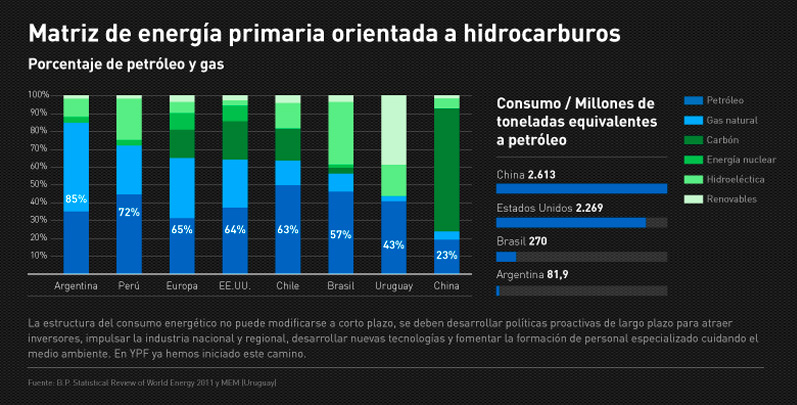 Matriz de energía primaria orientada a hidrocarburos
Porcentaje de petróleo y gas
100%
90%
80%
70%
60%
50%
40%
30%
20%
10%
85%
72%
65%
64%
63%
57%
43%
23%
Argentina
Perú
Europa
EE.UU.
Chile
Brasil
Uruguay
China
Consumo / Millones de
toneladas equivalentes
a petróleo
China 2.613
Estados Unidos 2.269
Brasil 270
Argentina 81,9
Petróleo
Gas natural
Carbón
Energía nuclear
Hidroeléctica
Renovables
La estructura del consumo energético no puede modificarse a corto plazo, se deben desarrollar políticas proactivas de largo plazo para atraer
inversores, impulsar la industria nacional y regional, desarrollar nuevas tecnologías y fomentar la formación de personal especializado cuidando el
medio ambiente. En YPF ya hemos iniciado este camino.
Fuente: B.P. Statistical Review of World Energy 2011 y MEM (Uruguay)